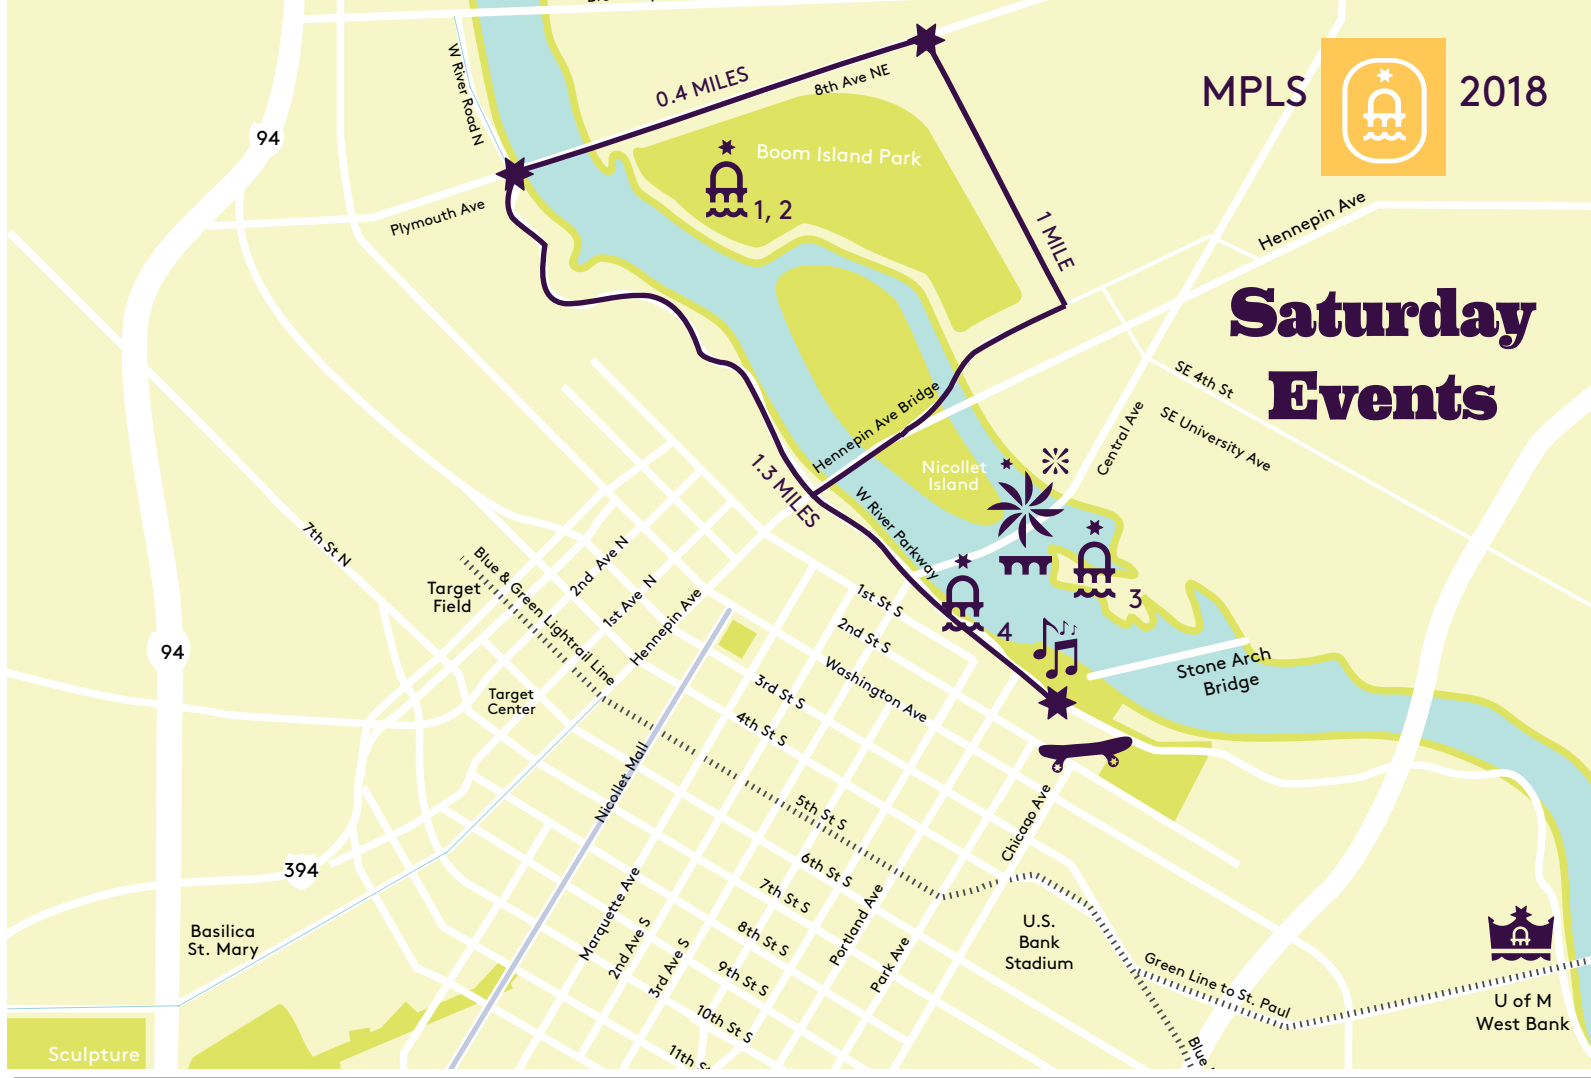 W River Road N
0.4 MILES
8th Ave NE
MPLS
2018
94
Boom Island Park
1, 2
Plymouth Ave
1 MILE
Hennepin Ave
Saturday
Events
Hennepin Ave Bridge
SE 4th St
Central Ave
SE University Ave
Nicollet
Island
1.3 MILES
W River Parkway
7th St N
Blue & Green Lightrail Line
2nd Ave N
1st Ave N
Hennepin Ave
Target
Field
3
4
1st St S
2nd St S
Washington Ave
3rd St S
4th St S
94
Target
Center
Stone Arch
Bridge
Nicollet Mall
5th St S
Chicago Ave
394
6th St S
7th St S
8th St S
9th St S
10th St S
Marquette Ave
2nd Ave S
3rd Ave S
Portland Ave
Park Ave
Basilica
St. Mary
U.S.
Bank
Stadium
Green Line to St. Paul
U of M
West Bank
Blue
11th
Sculpture